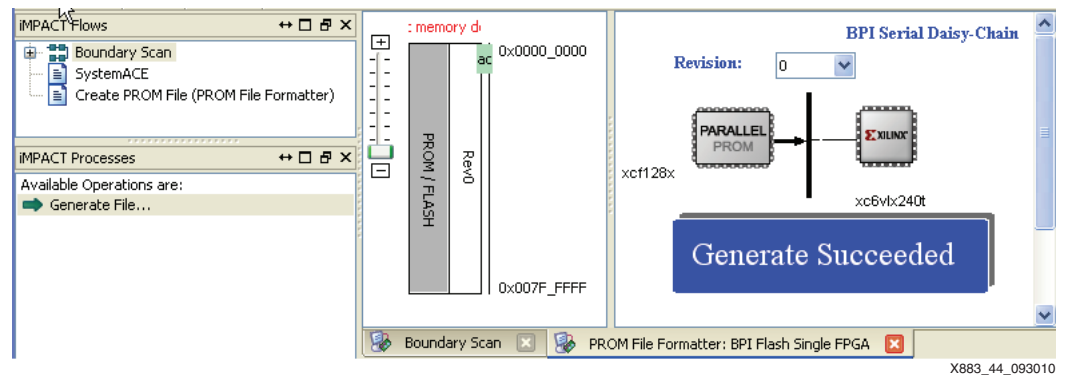 iMPACT Flows
Boundary Scan
SystemACE
Create PROM File (PROM File Formatter)
iMPACT Processes
Available Operations are:
Generate File...
: memory d
ac
0x0000_0000
PROM / FLASH
Rev0
0x007F_FFFF
BPI Serial Daisy-Chain
Revision:
0
PARALLEL
PROM
XILINX
xcf128x
xc6vlx240t
Generate Succeeded
Boundary Scan
PROM File Formatter: BPI Flash Single FPGA
X883_44_093010